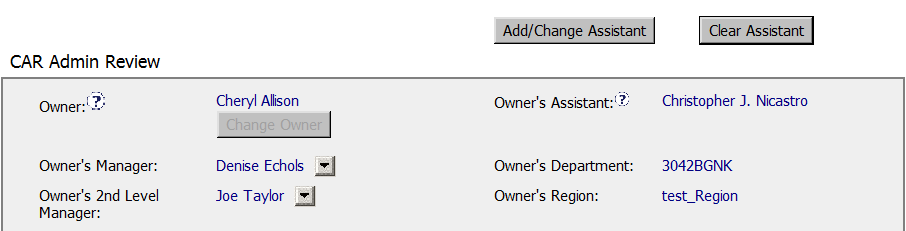 Add/Change Assistant Clear Assistant
CAR Admin Review
Owner: ? Cheryl Allison Owner's Assistant: ? Christopher J. Nicastro
Change Owner
Owner's Manager: Denise Echols Owner's Department: 3042BGNK
Owner's 2nd Level Joe Taylor Owner's Region: test_Region
Manager: